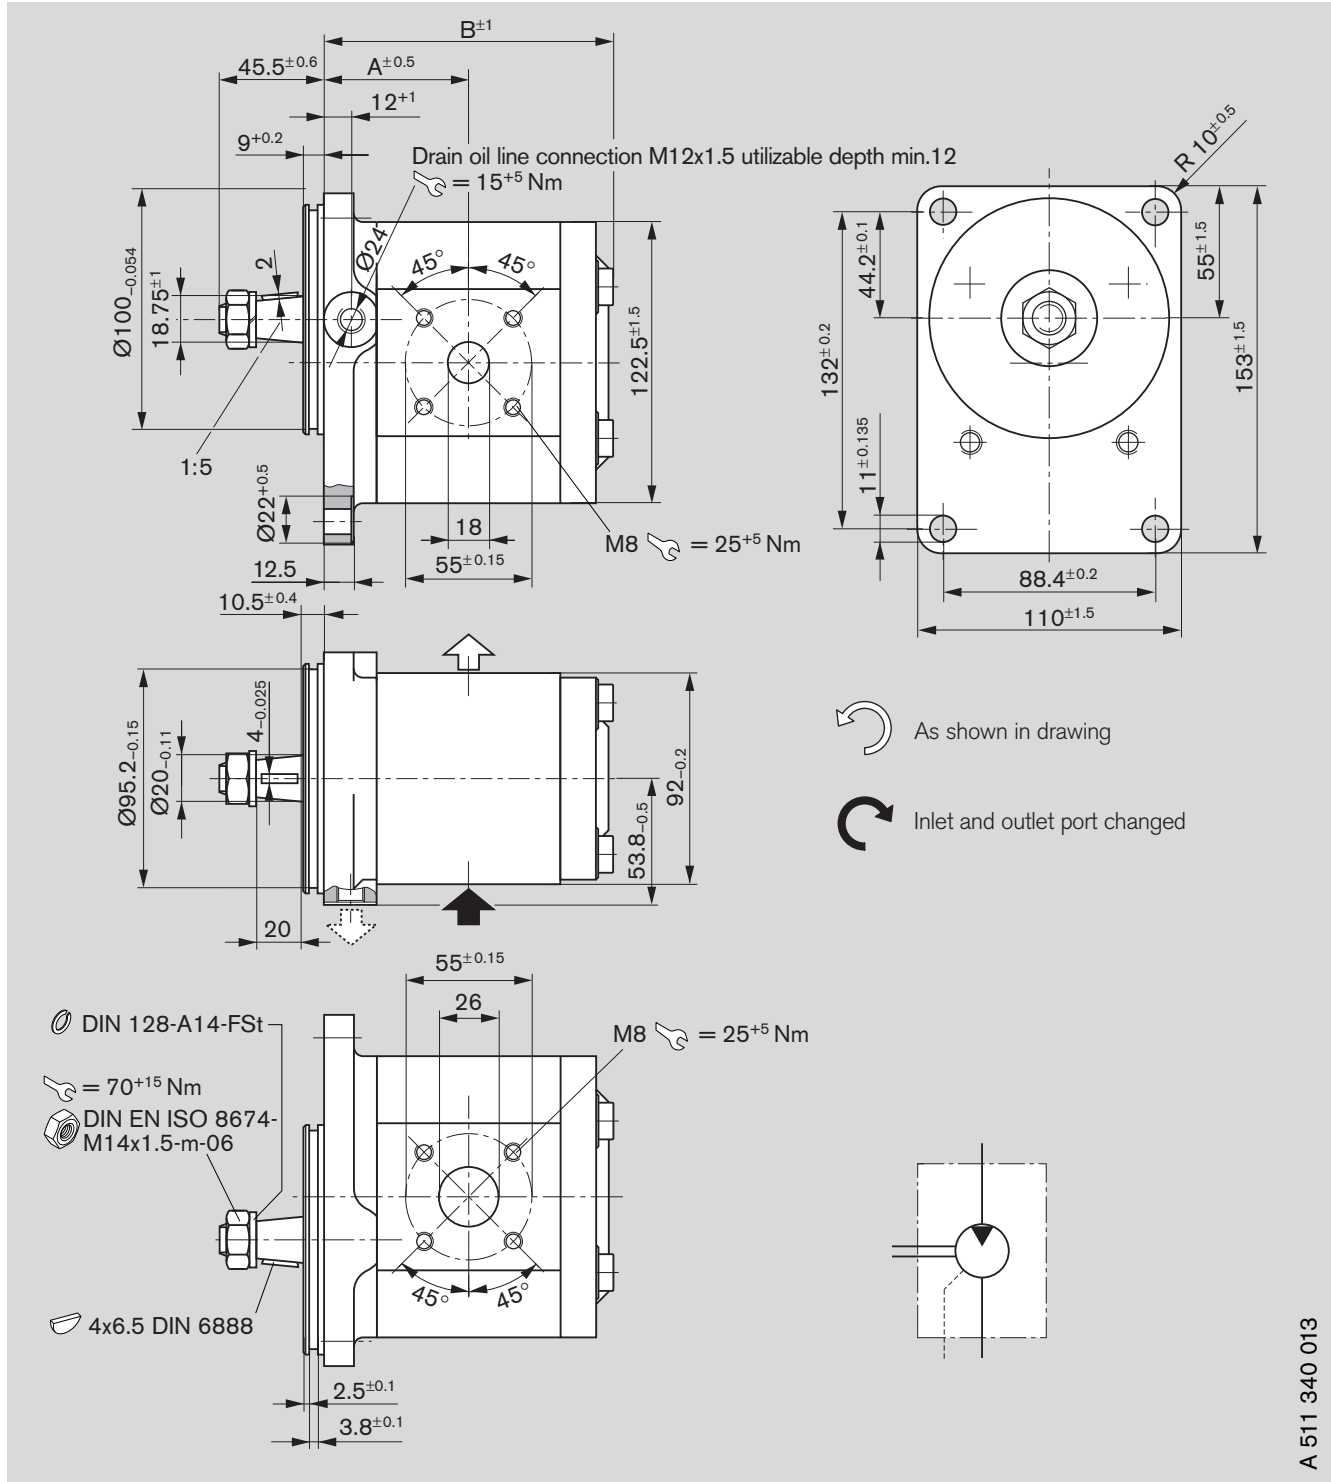 B±1
45.5±0.6
A±0.5
12+1
9+0.2
Drain oil line connection M12x1.5 utilizable depth min.12
= 15+5 Nm
R 10±0.5
Ø24
2
45°
45°
Ø100−0.054
18.75±1
122.5±1.5
44.2±0.1
55±1.5
132±0.2
153±1.5
11±0.135
1:5
Ø22+0.5
18
M8 = 25+5 Nm
12.5
55±0.15
88.4±0.2
10.5±0.4
110±1.5
4−0.025
Ø95.2−0.15
Ø20−0.11
92−0.2
53.8−0.5
As shown in drawing
Inlet and outlet port changed
20
55±0.15
26
DIN 128-A14-FSt
M8 = 25+5 Nm
= 70+15 Nm
DIN EN ISO 8674-
M14x1.5-m-06
45°
45°
4x6.5 DIN 6888
2.5±0.1
3.8±0.1
A 511 340 013